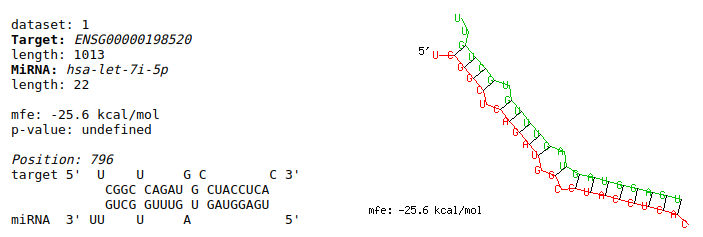 dataset: 1
Target: ENSG00000198520
length: 1013
MiRNA: hsa-let-7i-5p
length: 22
mfe: -25.6 kcal/mol
p-value: undefined
Position: 796
target 5'  U    U     G C        C 3'
            CGGC CAGAU G CUACCUCA
            GUCG GUUUG U GAUGGAGU
miRNA  3' UU    U     A            5'
5'
mfe: -25.6 kcal/mol